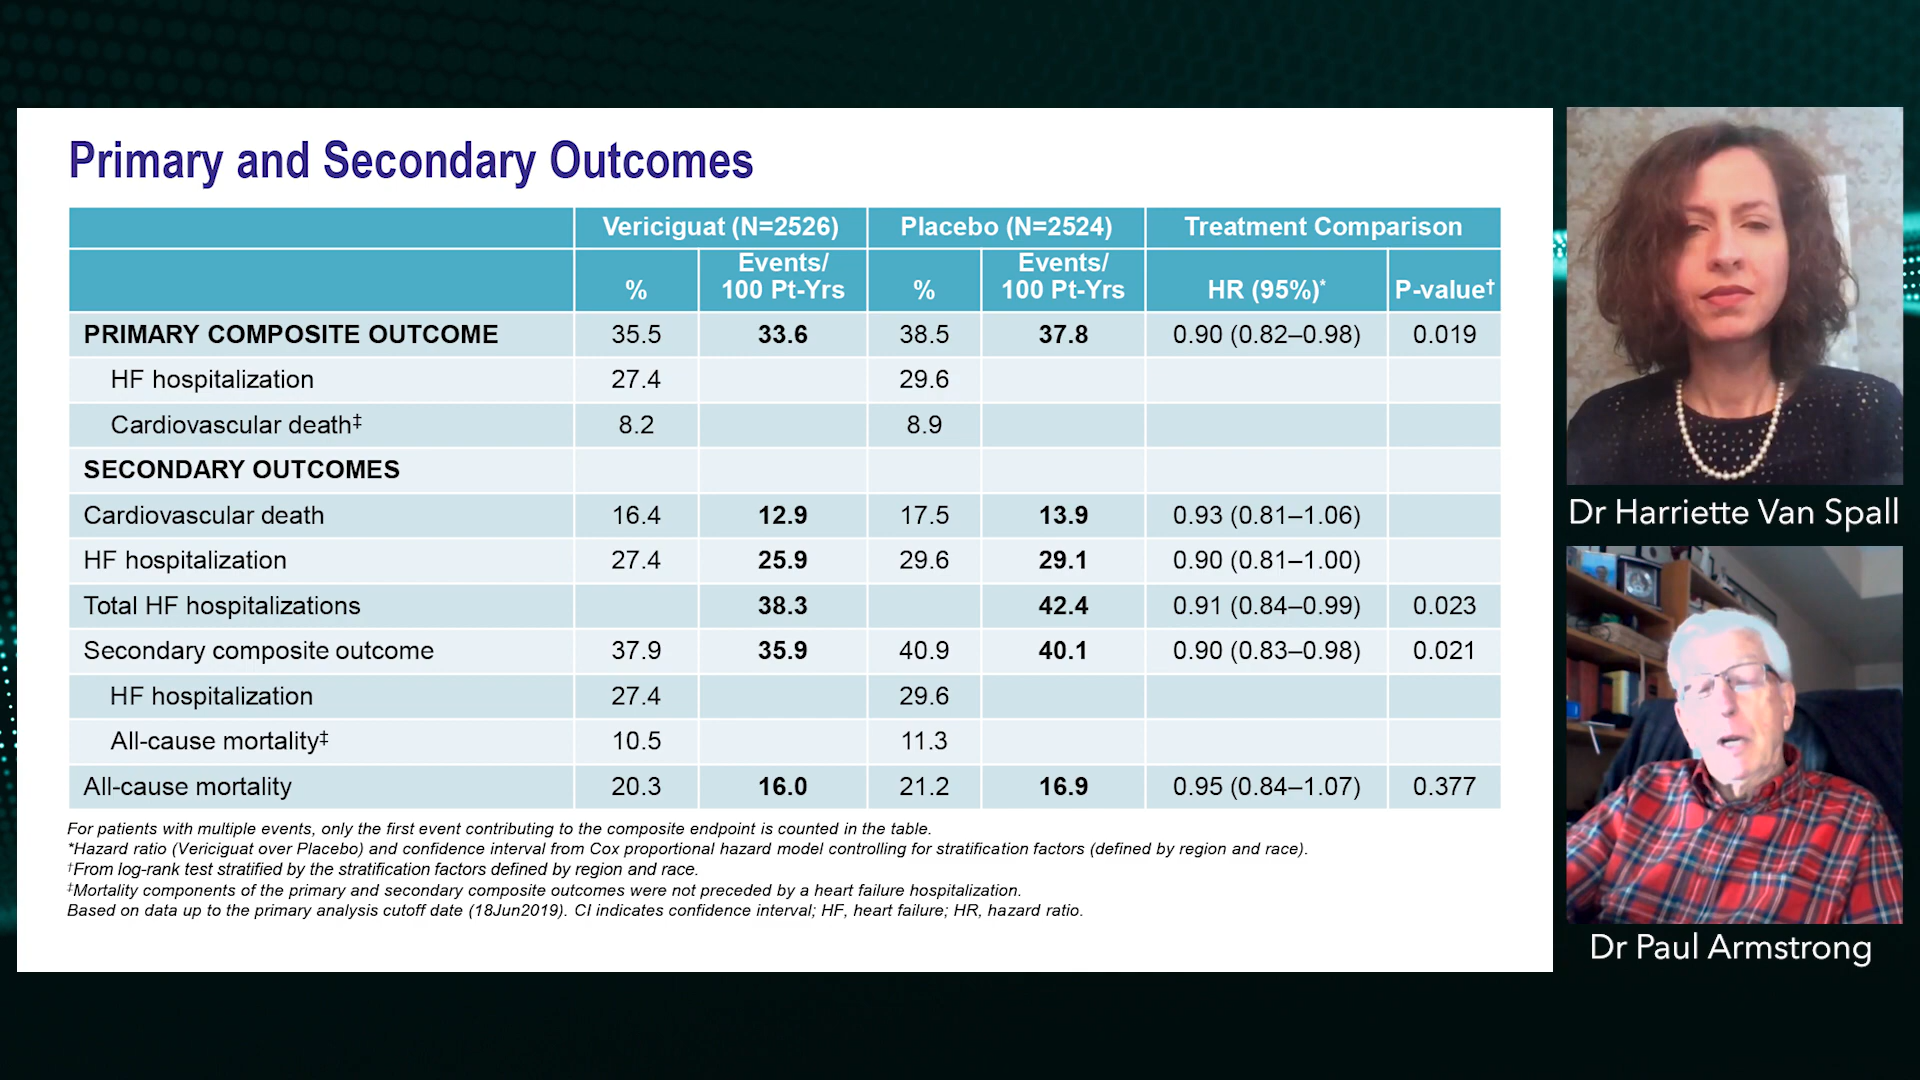 Primary and Secondary Outcomes
Vericiguat (N=2526) Placebo (N=2524) Treatment Comparison
% Events/ 100 Pt-Yrs % Events/ 100 Pt-Yrs HR (95%)* P-value†
PRIMARY COMPOSITE OUTCOME 35.5 33.6 38.5 37.8 0.90 (0.82–0.98) 0.019
HF hospitalization 27.4 29.6
Cardiovascular death‡ 8.2 8.9
SECONDARY OUTCOMES
Cardiovascular death 16.4 12.9 17.5 13.9 0.93 (0.81–1.06)
HF hospitalization 27.4 25.9 29.6 29.1 0.90 (0.81–1.00)
Total HF hospitalizations 38.3 42.4 0.91 (0.84–0.99) 0.023
Secondary composite outcome 37.9 35.9 40.9 40.1 0.90 (0.83–0.98) 0.021
HF hospitalization 27.4 29.6
All-cause mortality‡ 10.5 11.3
All-cause mortality 20.3 16.0 21.2 16.9 0.95 (0.84–1.07) 0.377
For patients with multiple events, only the first event contributing to the composite endpoint is counted in the table.
*Hazard ratio (Vericiguat over Placebo) and confidence interval from Cox proportional hazard model controlling for stratification factors (defined by region and race).
†From log-rank test stratified by the stratification factors defined by region and race.
‡Mortality components of the primary and secondary composite outcomes were not preceded by a heart failure hospitalization.
Based on data up to the primary analysis cutoff date (18Jun2019). CI indicates confidence interval; HF, heart failure; HR, hazard ratio.
Dr Harriette Van Spall
Dr Paul Armstrong